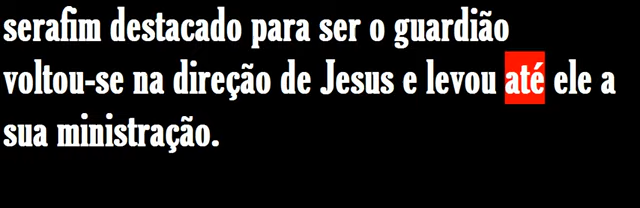 serafim destacado para ser o guardião
voltou-se na direção de Jesus e levou até ele a
sua ministração.